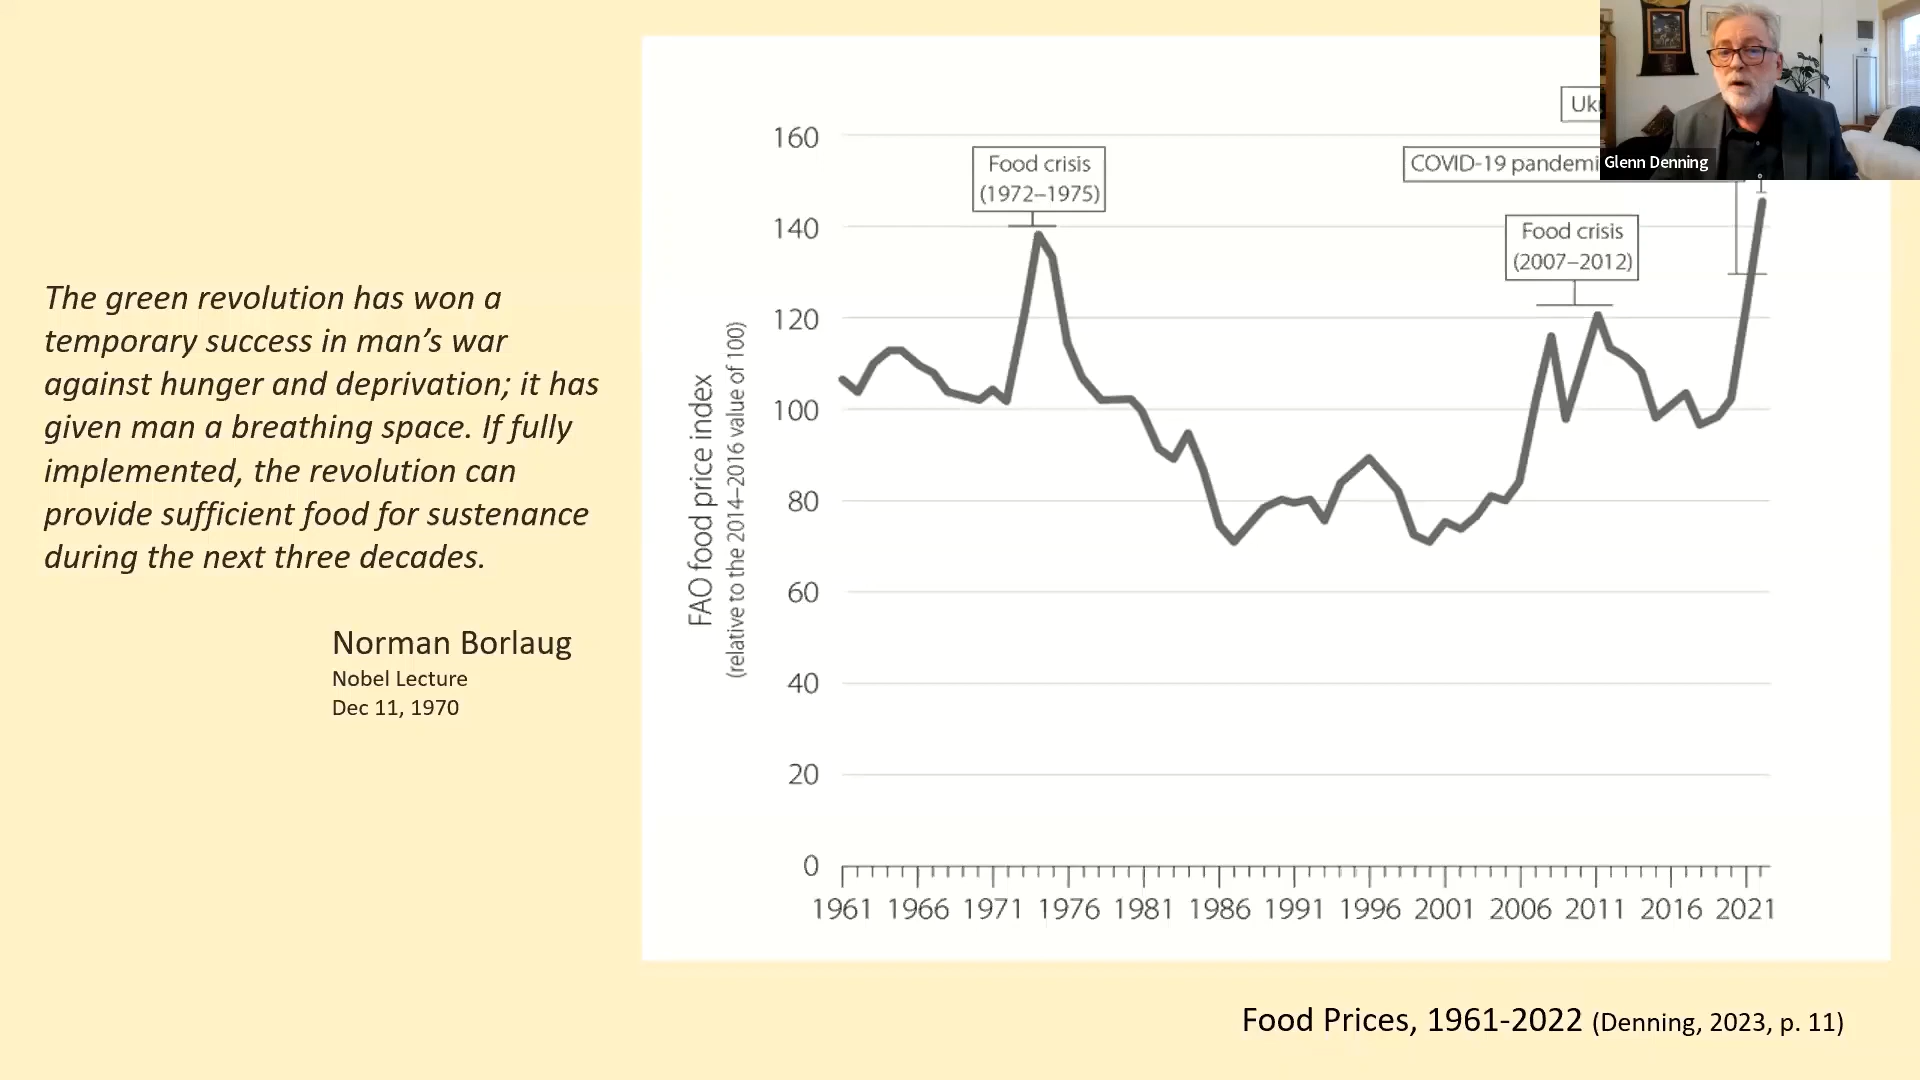 The green revolution has won a
temporary success in man’s war
against hunger and deprivation; it has
given man a breathing space. If fully
implemented, the revolution can
provide sufficient food for sustenance
during the next three decades.
Norman Borlaug
Nobel Lecture
Dec 11, 1970
FAO food price index
(relative to the 2014–2016 value of 100)
160
140
120
100
80
60
40
20
0
Food crisis
(1972–1975)
COVID-19
Food crisis
(2007–2012)
Glenn Denning
1961 1966 1971 1976 1981 1986 1991 1996 2001 2006 2011 2016 2021
Food Prices, 1961-2022 (Denning, 2023, p. 11)